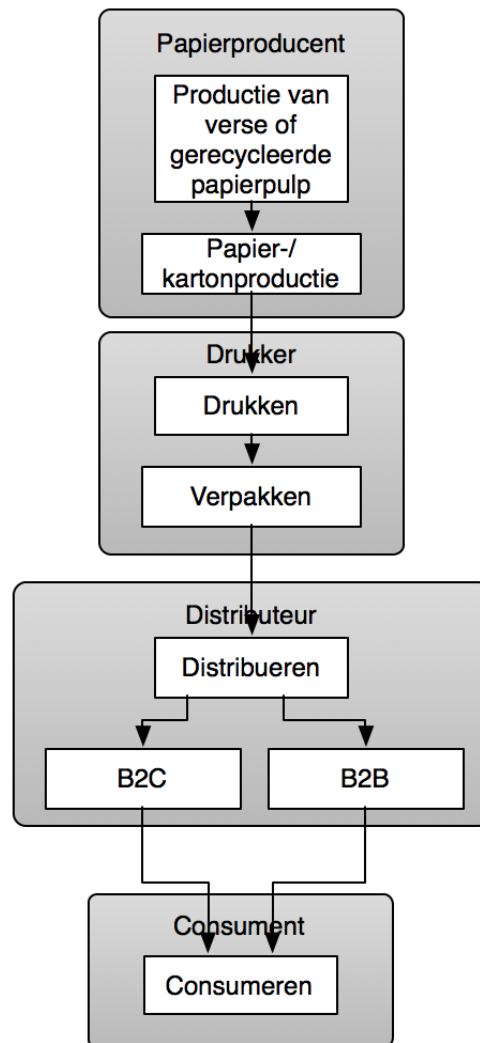 Papierproducent
Productie van
verse of
gerecycleerde
papierpulp
Papier-/
kartonproductie
Drukker
Drukken
Verpakken
Distributeur
Distribueren
B2C
B2B
Consument
Consumeren